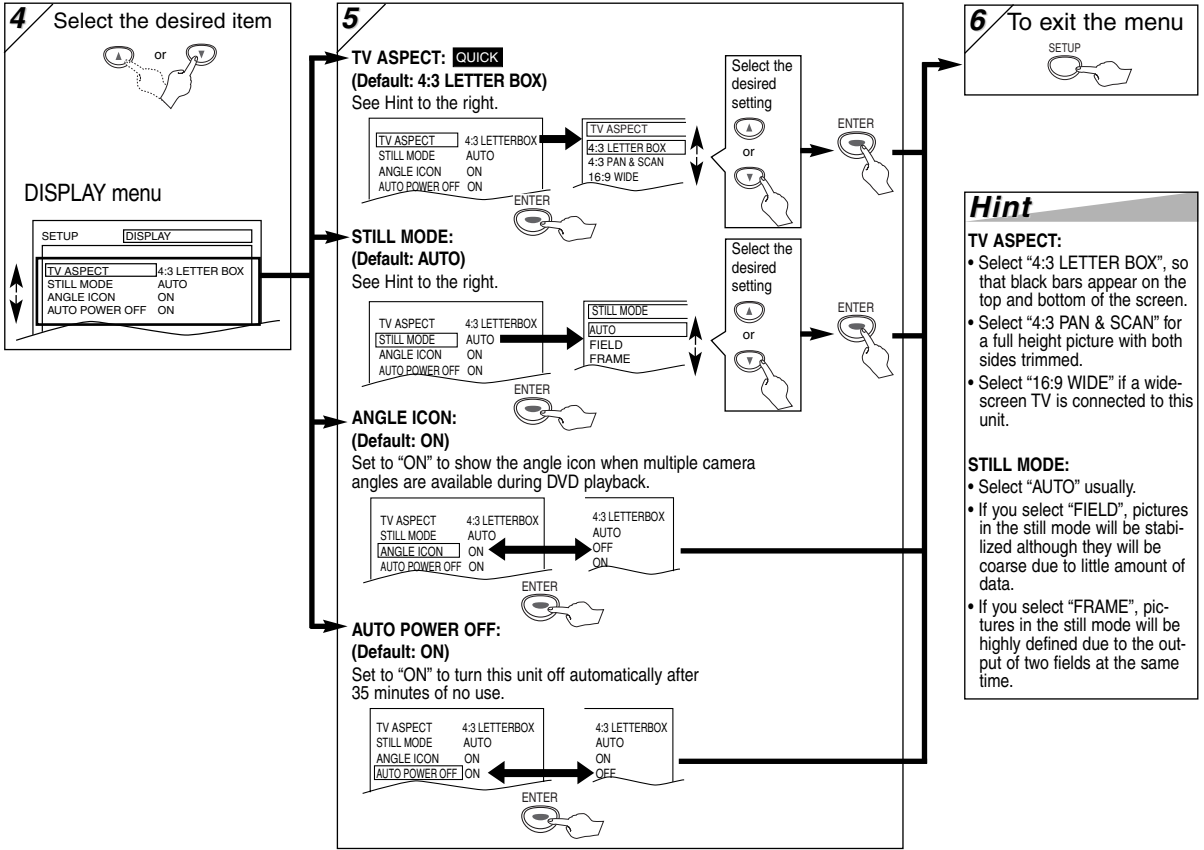 4 Select the desired item
▲ or ▼
DISPLAY menu
SETUP DISPLAY
TV ASPECT 4:3 LETTER BOX
STILL MODE AUTO
ANGLE ICON ON
AUTO POWER OFF ON
5
TV ASPECT: QUICK
(Default: 4:3 LETTER BOX)
See Hint to the right.
TV ASPECT 4:3 LETTERBOX
STILL MODE AUTO
ANGLE ICON ON
AUTO POWER OFF ON
ENTER
TV ASPECT
4:3 LETTER BOX
4:3 PAN & SCAN
16:9 WIDE
Select the
desired
setting
▲
or
▼
ENTER
STILL MODE:
(Default: AUTO)
See Hint to the right.
TV ASPECT 4:3 LETTERBOX
STILL MODE AUTO
ANGLE ICON ON
AUTO POWER OFF ON
ENTER
STILL MODE
AUTO
FIELD
FRAME
Select the
desired
setting
▲
or
▼
ENTER
ANGLE ICON:
(Default: ON)
Set to “ON” to show the angle icon when multiple camera
angles are available during DVD playback.
TV ASPECT 4:3 LETTERBOX
STILL MODE AUTO
ANGLE ICON ON
AUTO POWER OFF ON
4:3 LETTERBOX
AUTO
OFF
ON
ENTER
AUTO POWER OFF:
(Default: ON)
Set to “ON” to turn this unit off automatically after
35 minutes of no use.
TV ASPECT 4:3 LETTERBOX
STILL MODE AUTO
ANGLE ICON ON
AUTO POWER OFF ON
4:3 LETTERBOX
AUTO
ON
OFF
ENTER
6 To exit the menu
SETUP
Hint
TV ASPECT:
• Select “4:3 LETTER BOX”, so
that black bars appear on the
top and bottom of the screen.
• Select “4:3 PAN & SCAN” for
a full height picture with both
sides trimmed.
• Select “16:9 WIDE” if a wide-
screen TV is connected to this
unit.
STILL MODE:
• Select “AUTO” usually.
• If you select “FIELD”, pictures
in the still mode will be stabi-
lized although they will be
coarse due to little amount of
data.
• If you select “FRAME”, pic-
tures in the still mode will be
highly defined due to the out-
put of two fields at the same
time.